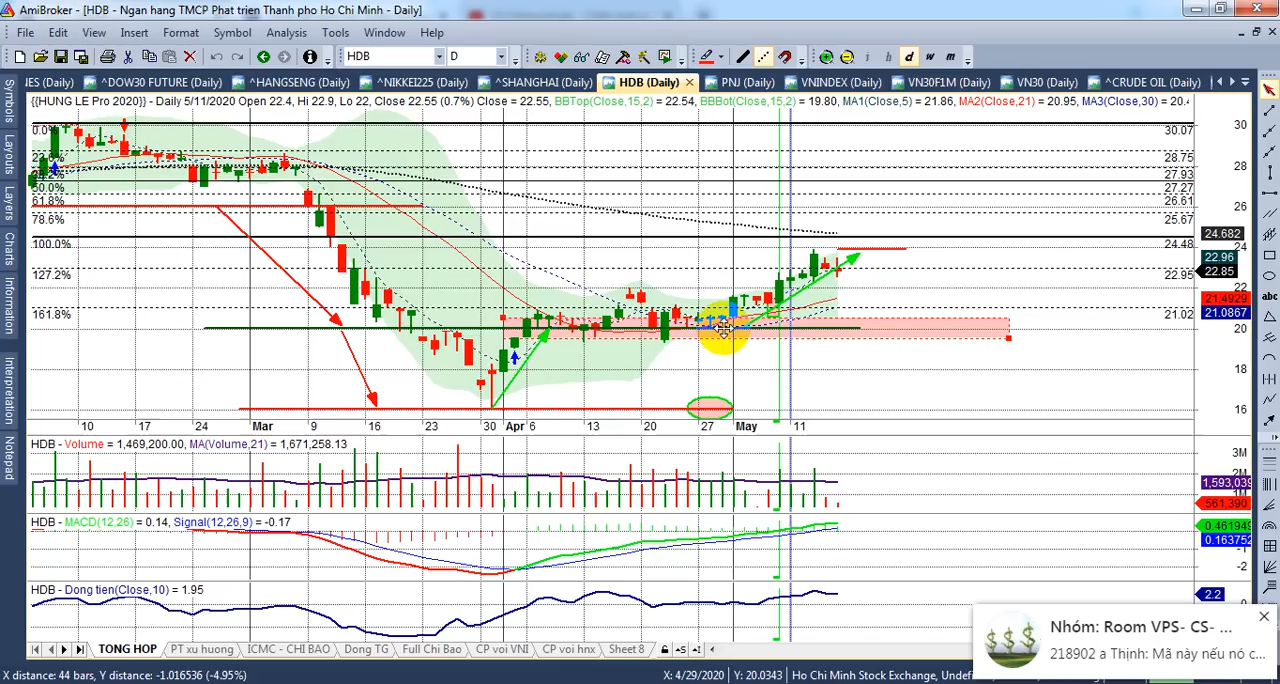 AmiBroker - [HDB - Ngan hang TMCP Phat trien Thanh pho Ho Chi Minh - Daily]
File Edit View Insert Format Symbol Analysis Tools Window Help
HDB D
i h d w m
IES (Daily) ^DOW30 FUTURE (Daily) ^HANGSENG (Daily) ^NIKKEI225 (Daily) ^SHANGHAI (Daily) HDB (Daily) PNJ (Daily) VNINDEX (Daily) VN30F1M (Daily) VN30 (Daily) ^CRUDE OIL (Daily)
Symbols
Layouts
Ferrs
Charts
Information
Interpretation
Notepad
{{HUNG LE Pro 2020}} - Daily 5/11/2020 Open 22.4, Hi 22.9, Lo 22, Close 22.55 (0.7%) Close = 22.55, BBTop(Close,15,2) = 22.54, BBBot(Close,15,2) = 19.80, MA1(Close,5) = 21.86, MA2(Close,21) = 20.95, MA3(Close,30) = 20.4
0.0%
50.0%
61.8%
78.6%
100.0%
127.2%
161.8%
30.07
28.75
27.93
27.27
26.61
25.67
24.48
22.95
21.02
30
28
26
24.682
24
22.96
22.85
22
21.4929
21.0867
20
18
16
10 17 24 Mar 9 16 23 30 Apr 6 13 20 27 May 11
HDB - Volume = 1,469,200.00, MA(Volume,21) = 1,671,258.13
3M
2M
1,593,039
561,390
HDB - MACD(12,26) = 0.14, Signal(12,26,9) = -0.17
0.461949
0.163752
-1
-2
HDB - Dong tien(Close,10) = 1.95
2.2
0
TONG HOP PT xu huong ICMC - CHI BAO Dong TG Full Chi Bao CP voi VNI CP voi hnx Sheet 8
Nhóm: Room VPS- CS- ...
218902 a Thịnh: Mã này nếu nó c...
X distance: 44 bars, Y distance: -1.016536 (-4.95%)
X: 4/29/2020
Y: 20.0343
Ho Chi Minh Stock Exchange, Undefi
abc